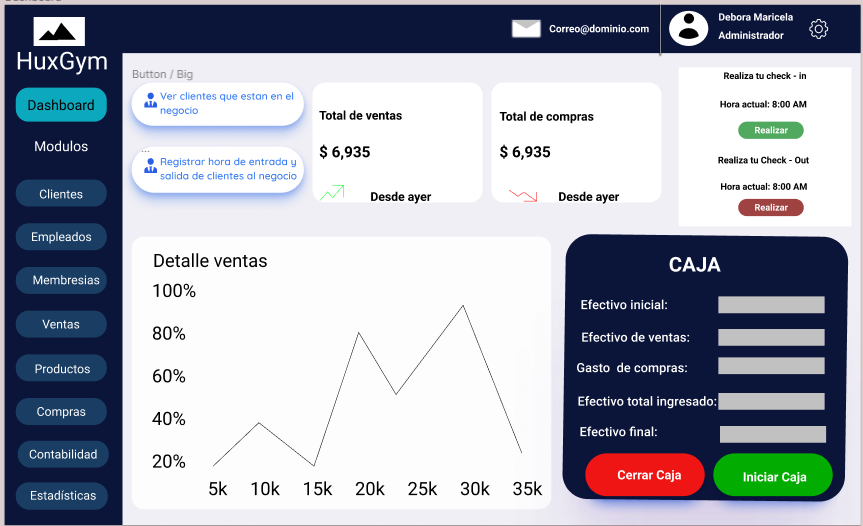 Dashboard
HuxGym
Correo@dominio.com
Debora Maricela
Administrador
Dashboard
Modulos
Clientes
Empleados
Membresias
Ventas
Productos
Compras
Contabilidad
Estadísticas
Button / Big
Ver clientes que estan en el
negocio
...
Registrar hora de entrada y
salida de clientes al negocio
Total de ventas
$ 6,935
Desde ayer
Total de compras
$ 6,935
Desde ayer
Realiza tu check - in
Hora actual: 8:00 AM
Realizar
Realiza tu Check - Out
Hora actual: 8:00 AM
Realizar
Detalle ventas
100%
80%
60%
40%
20%
5k 10k 15k 20k 25k 30k 35k
CAJA
Efectivo inicial:
Efectivo de ventas:
Gasto de compras:
Efectivo total ingresado:
Efectivo final:
Cerrar Caja
Iniciar Caja